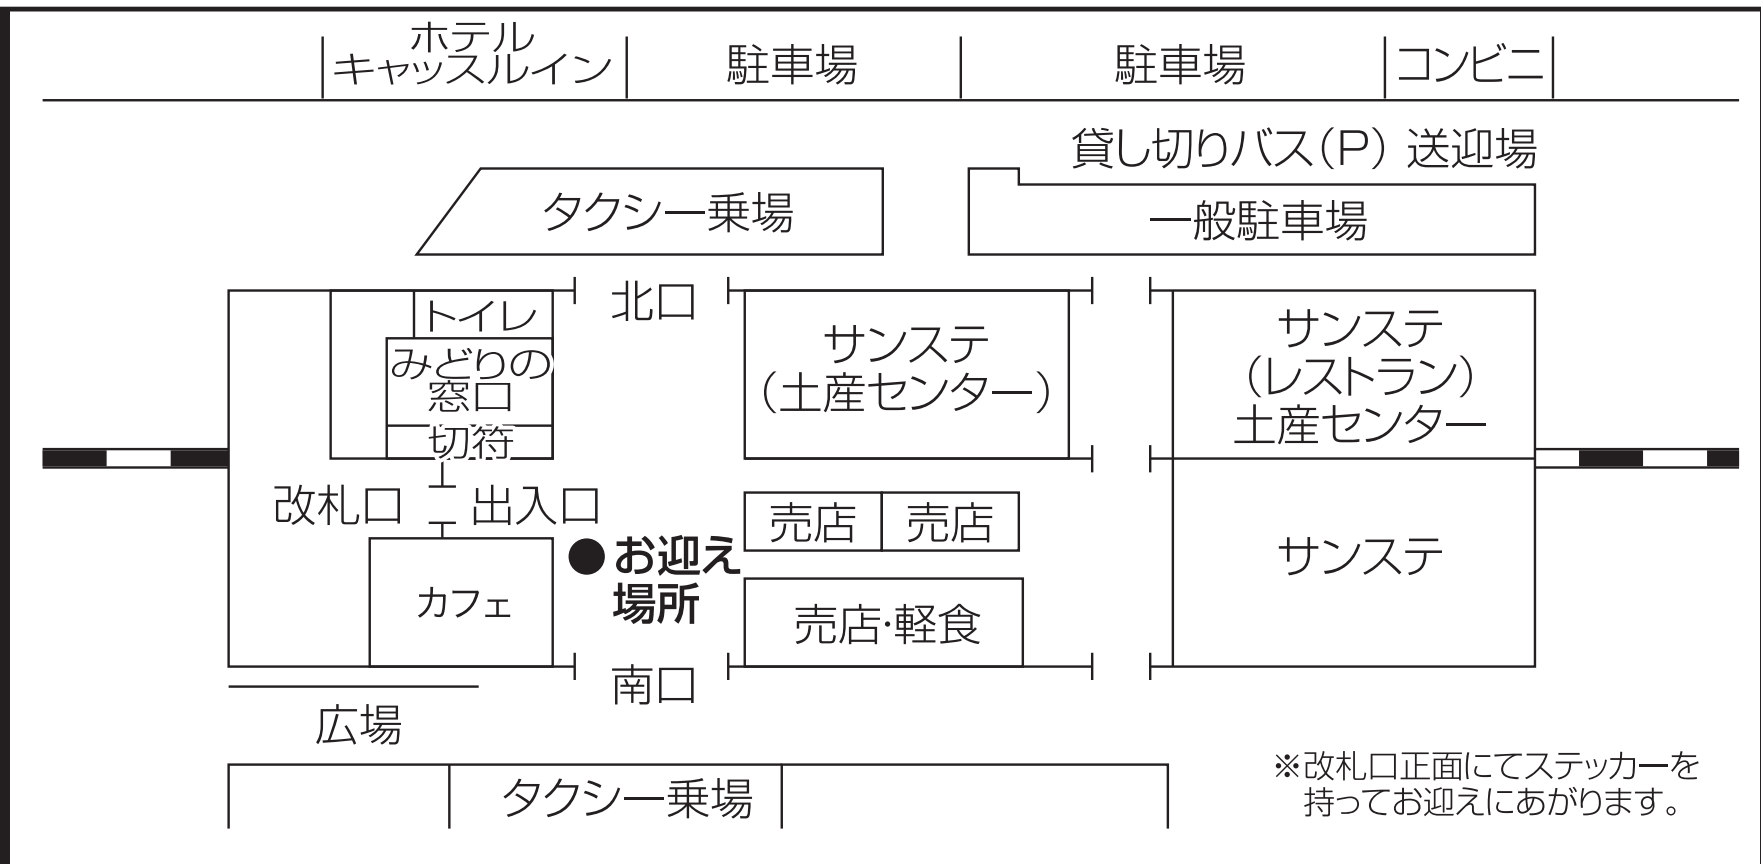 ホテル
キャッスルイン
駐車場
駐車場
コンビニ
貸し切りバス（P）送迎場
タクシー乗場
一般駐車場
北口
トイレ
みどりの
窓口
切符
サンステ
（土産センター）
サンステ
（レストラン）
土産センター
改札口
出入口
売店
売店
サンステ
●お迎え
場所
カフェ
売店・軽食
南口
広場
タクシー乗場
※改札口正面にてステッカーを
持ってお迎えにあがります。